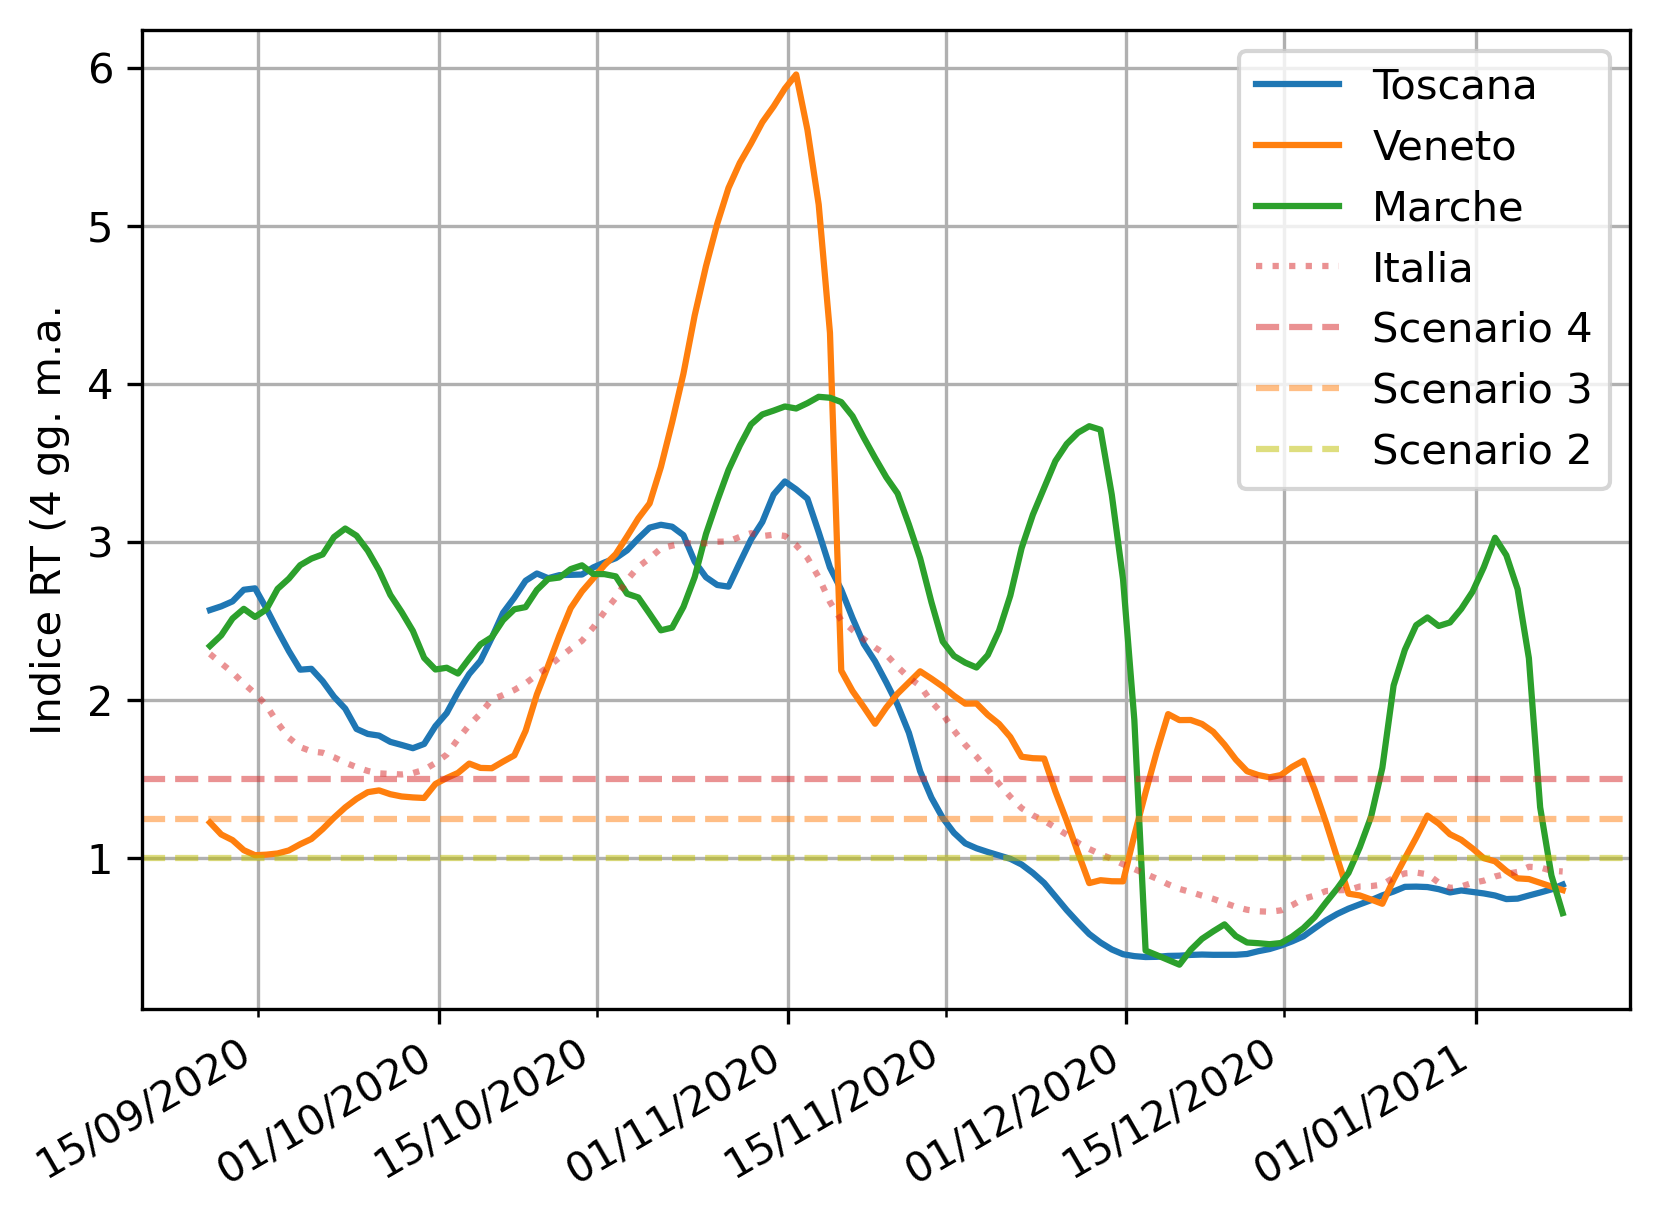 Indice RT (4 gg. m.a.
6
5
4
3
2
1
Toscana
Veneto
Marche
Italia
Scenario 4
Scenario 3
Scenario 2
15/09/2020
01/10/2020
15/10/2020
01/11/2020
15/11/2020
01/12/2020
15/12/2020
01/01/2021